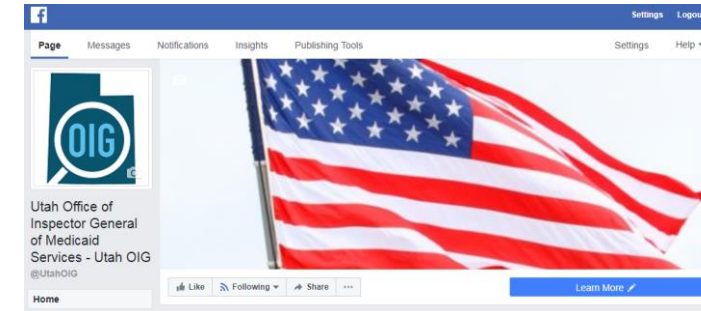 f
Settings Logou
Page Messages Notifications Insights Publishing Tools Settings Help
OIG
Utah Office of
Inspector General
of Medicaid
Services - Utah OIG
@UtahOIG
Home
Like Following Share ... Learn More